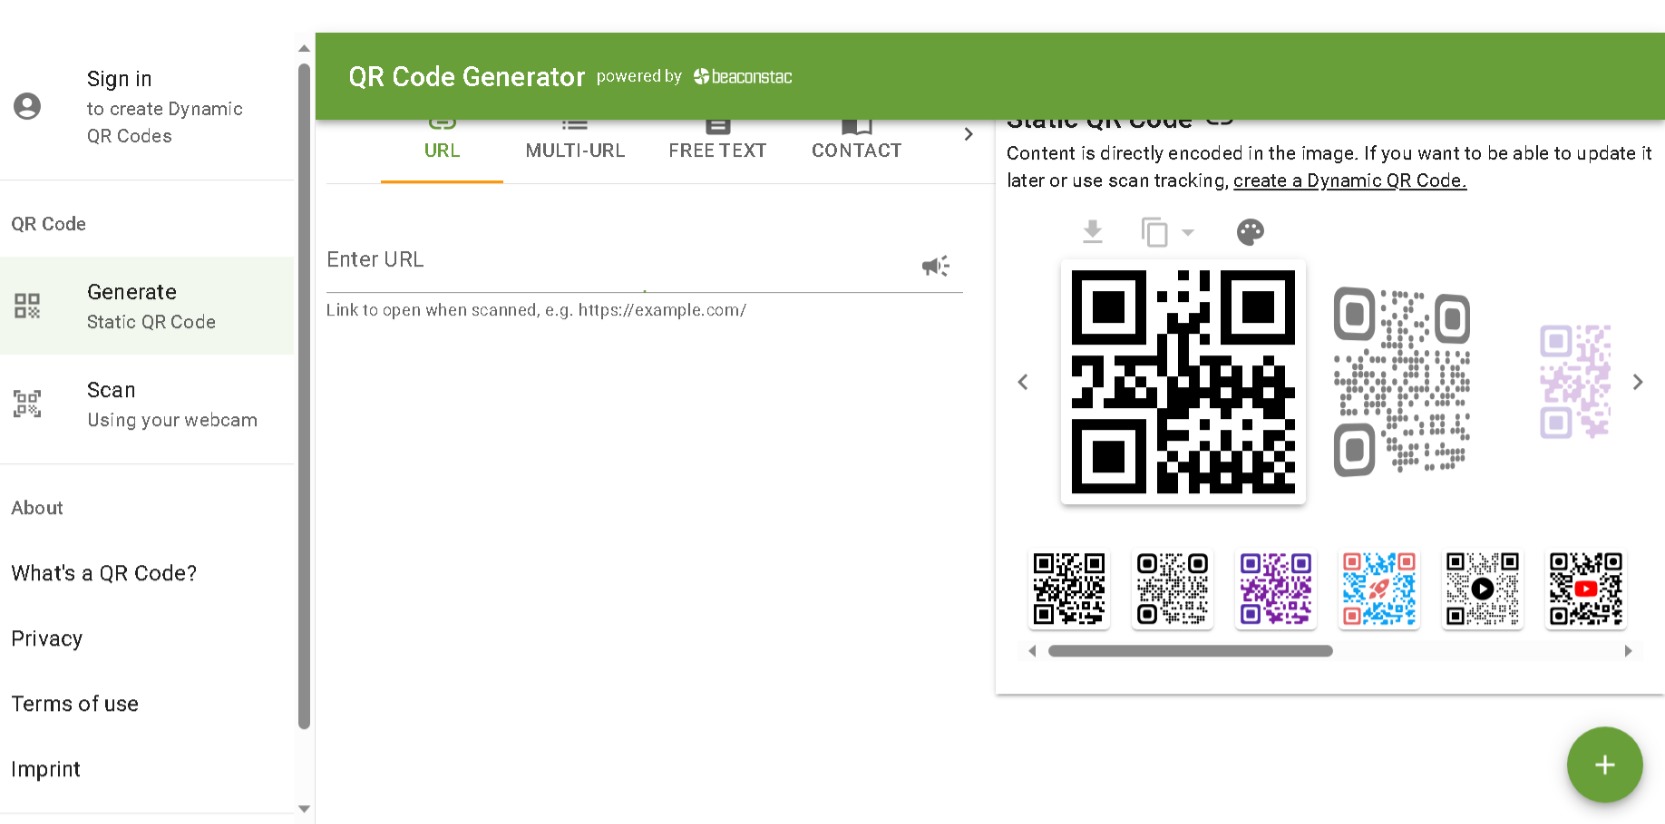 Sign in
to create Dynamic
QR Codes
QR Code
Generate
Static QR Code
Scan
Using your webcam
About
What's a QR Code?
Privacy
Terms of use
Imprint
QR Code Generator powered by beaconstac
URL
MULTI-URL
FREE TEXT
CONTACT
Enter URL
Link to open when scanned, e.g. https://example.com/
Static QR Code
Content is directly encoded in the image. If you want to be able to update it
later or use scan tracking, create a Dynamic QR Code.